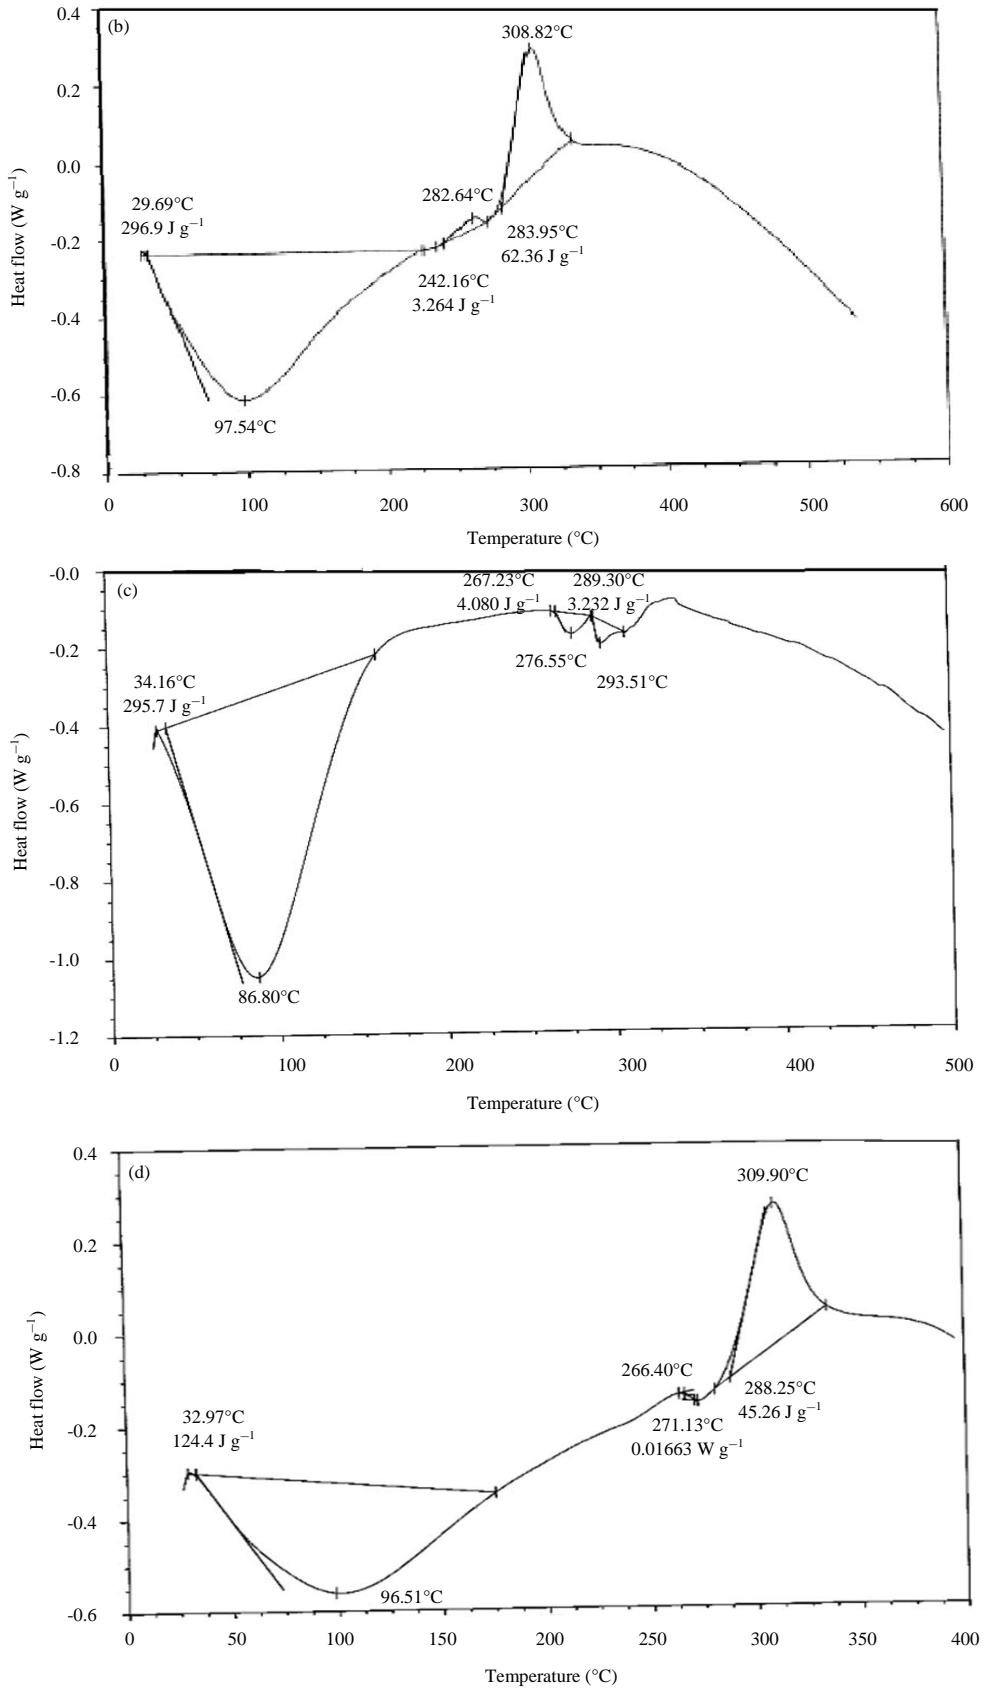 (b)
0.4
0.2
0.0
-0.2
-0.4
-0.6
-0.8
Heat flow (W g−1)
308.82°C
29.69°C
296.9 J g−1
282.64°C
283.95°C
62.36 J g−1
242.16°C
3.264 J g−1
97.54°C
0 100 200 300 400 500 600
Temperature (°C)
(c)
-0.0
-0.2
-0.4
-0.6
-0.8
-1.0
-1.2
Heat flow (W g−1)
267.23°C
4.080 J g−1
289.30°C
3.232 J g−1
276.55°C
293.51°C
34.16°C
295.7 J g−1
86.80°C
0 100 200 300 400 500
Temperature (°C)
(d)
0.4
0.2
0.0
-0.2
-0.4
-0.6
Heat flow (W g−1)
309.90°C
266.40°C
288.25°C
45.26 J g−1
271.13°C
0.01663 W g−1
32.97°C
124.4 J g−1
96.51°C
0 50 100 150 200 250 300 350 400
Temperature (°C)